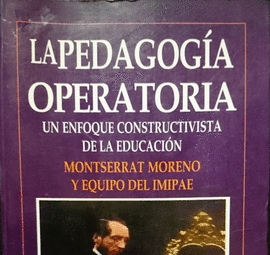 LA PEDAGOGÍA
OPERATORIA
UN ENFOQUE CONSTRUCTIVISTA
DE LA EDUCACIÓN
MONTSERRAT MORENO
Y EQUIPO DEL IMIPAE